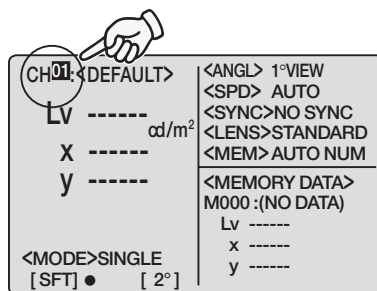 CH01:<DEFAULT>
Lv ------
cd/m²
x ------
y ------
<MODE>SINGLE
[SFT] ● [ 2° ]
<ANGL> 1°VIEW
<SPD> AUTO
<SYNC>NO SYNC
<LENS>STANDARD
<MEM>AUTO NUM
<MEMORY DATA>
M000 :(NO DATA)
Lv ------
x ------
y ------